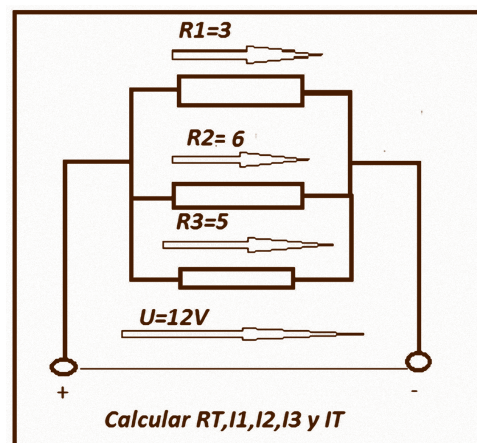 R1=3
R2= 6
R3=5
U=12V
+ -
Calcular RT,I1,I2,I3 y IT